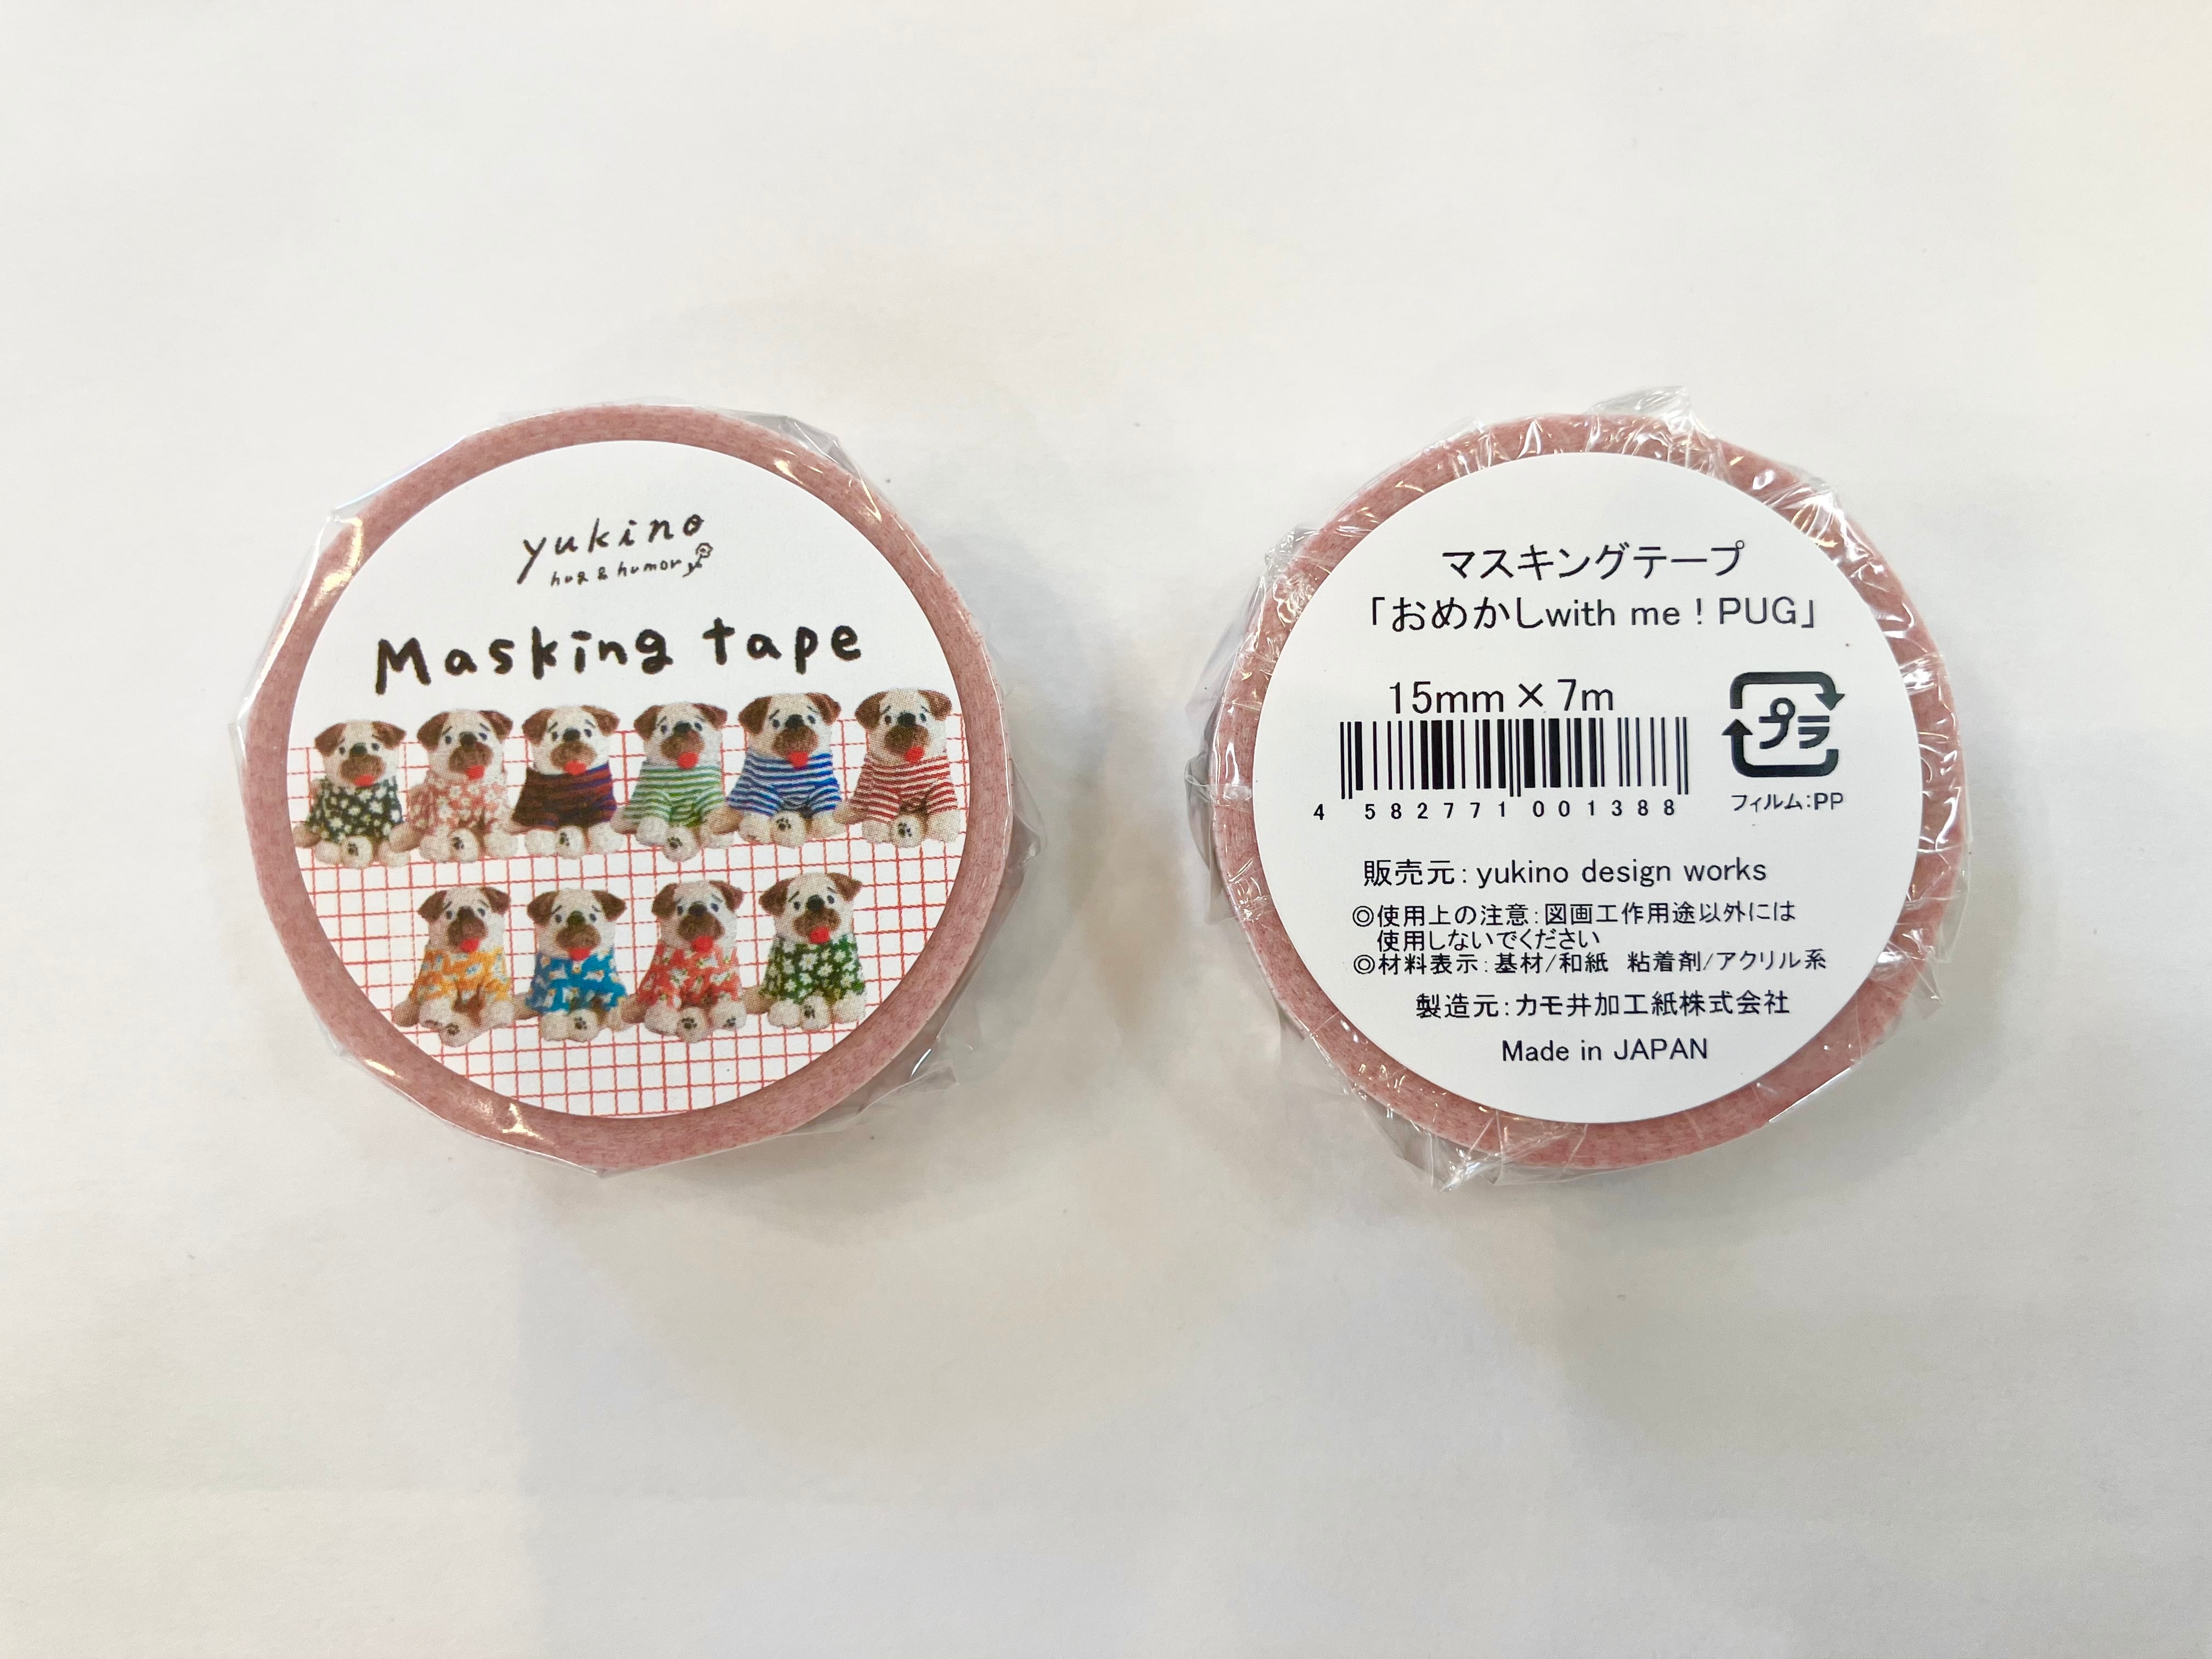 yukino
hug & humor
Masking tape
マスキングテープ
「おめかしwith me！PUG」
15mm×7m
プラ
フィルム:PP
4 582771 001388
販売元：yukino design works
◎使用上の注意：図画工作用途以外には
使用しないでください
◎材料表示：基材/和紙 粘着剤/アクリル系
製造元：カモ井加工紙株式会社
Made in JAPAN